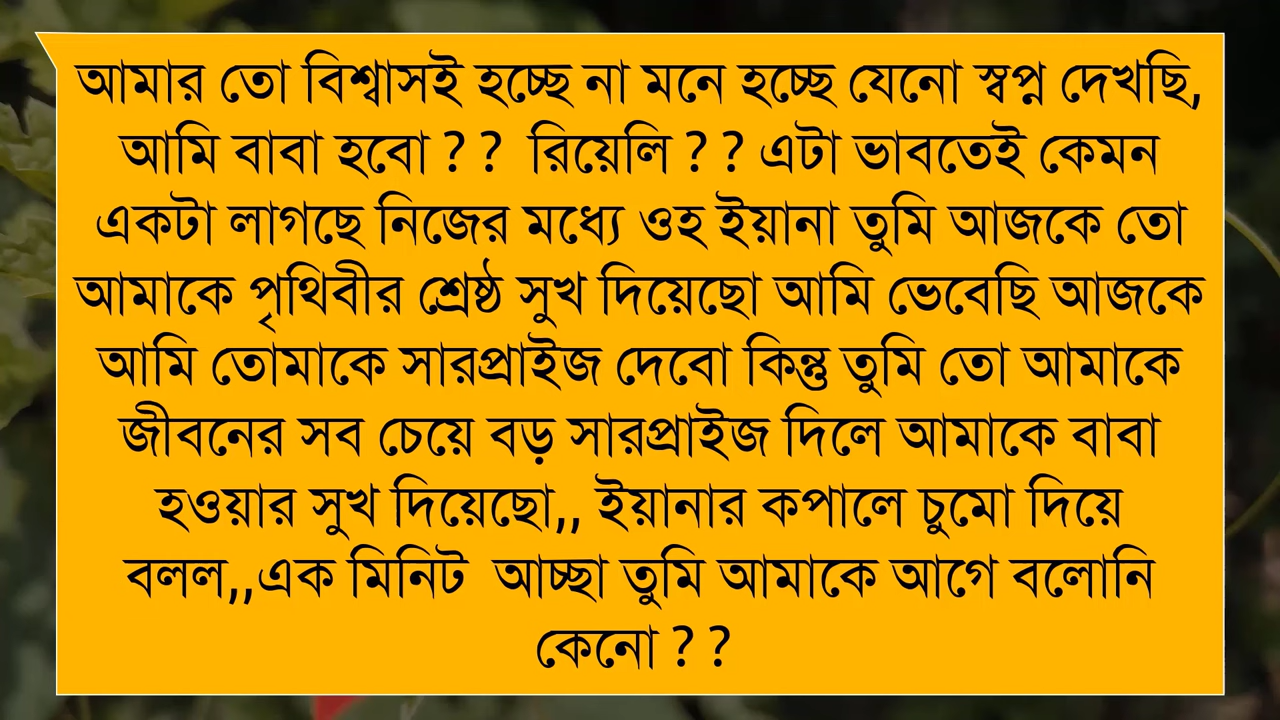 আমার তো বিশ্বাসই হচ্ছে না মনে হচ্ছে যেনো স্বপ্ন দেখছি,
আমি বাবা হবো ? ?  রিয়েলি ? ? এটা ভাবতেই কেমন
একটা লাগছে নিজের মধ্যে ওহ ইয়ানা তুমি আজকে তো
আমাকে পৃথিবীর শ্রেষ্ঠ সুখ দিয়েছো আমি ভেবেছি আজকে
আমি তোমাকে সারপ্রাইজ দেবো কিন্তু তুমি তো আমাকে
জীবনের সব চেয়ে বড় সারপ্রাইজ দিলে আমাকে বাবা
হওয়ার সুখ দিয়েছো,, ইয়ানার কপালে চুমো দিয়ে
বলল,,এক মিনিট  আচ্ছা তুমি আমাকে আগে বলোনি
কেনো ? ?